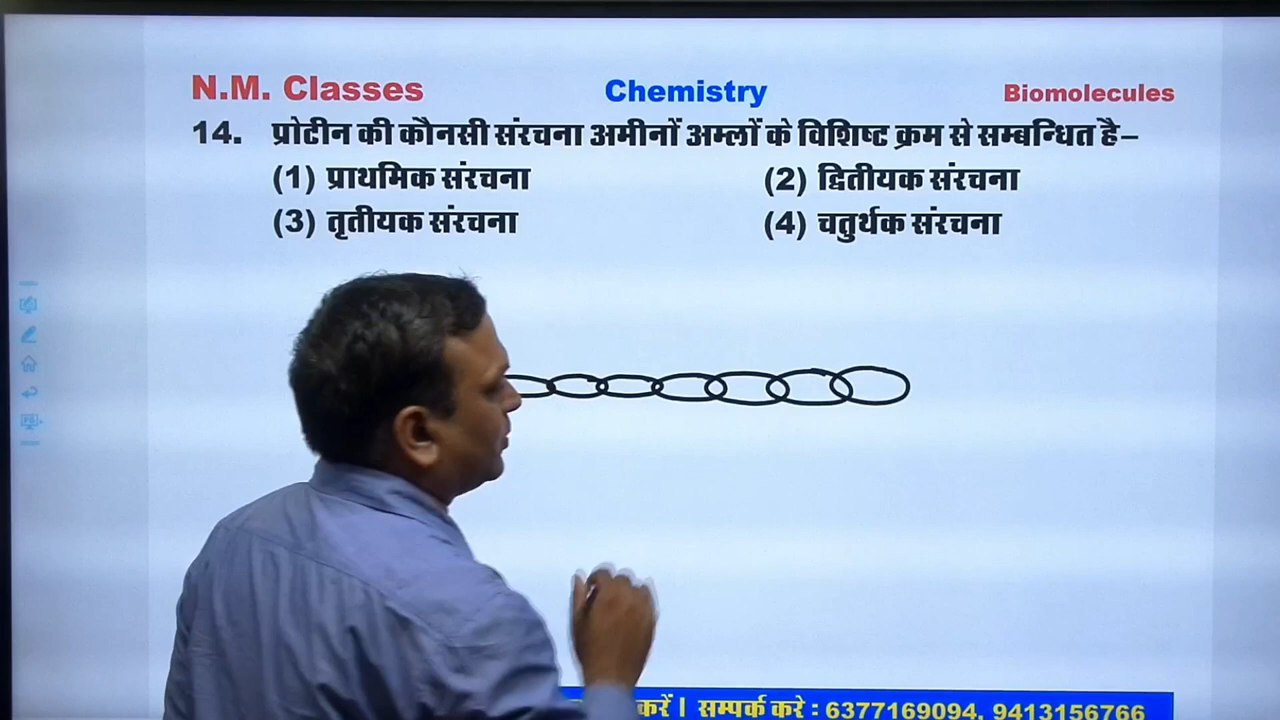 N.M. Classes Chemistry Biomolecules
14. प्रोटीन की कौनसी संरचना अमीनों अम्लों के विशिष्ट क्रम से सम्बन्धित है–
(1) प्राथमिक संरचना (2) द्वितीयक संरचना
(3) तृतीयक संरचना (4) चतुर्थक संरचना
करें। सम्पर्क करे : 6377169094, 9413156766